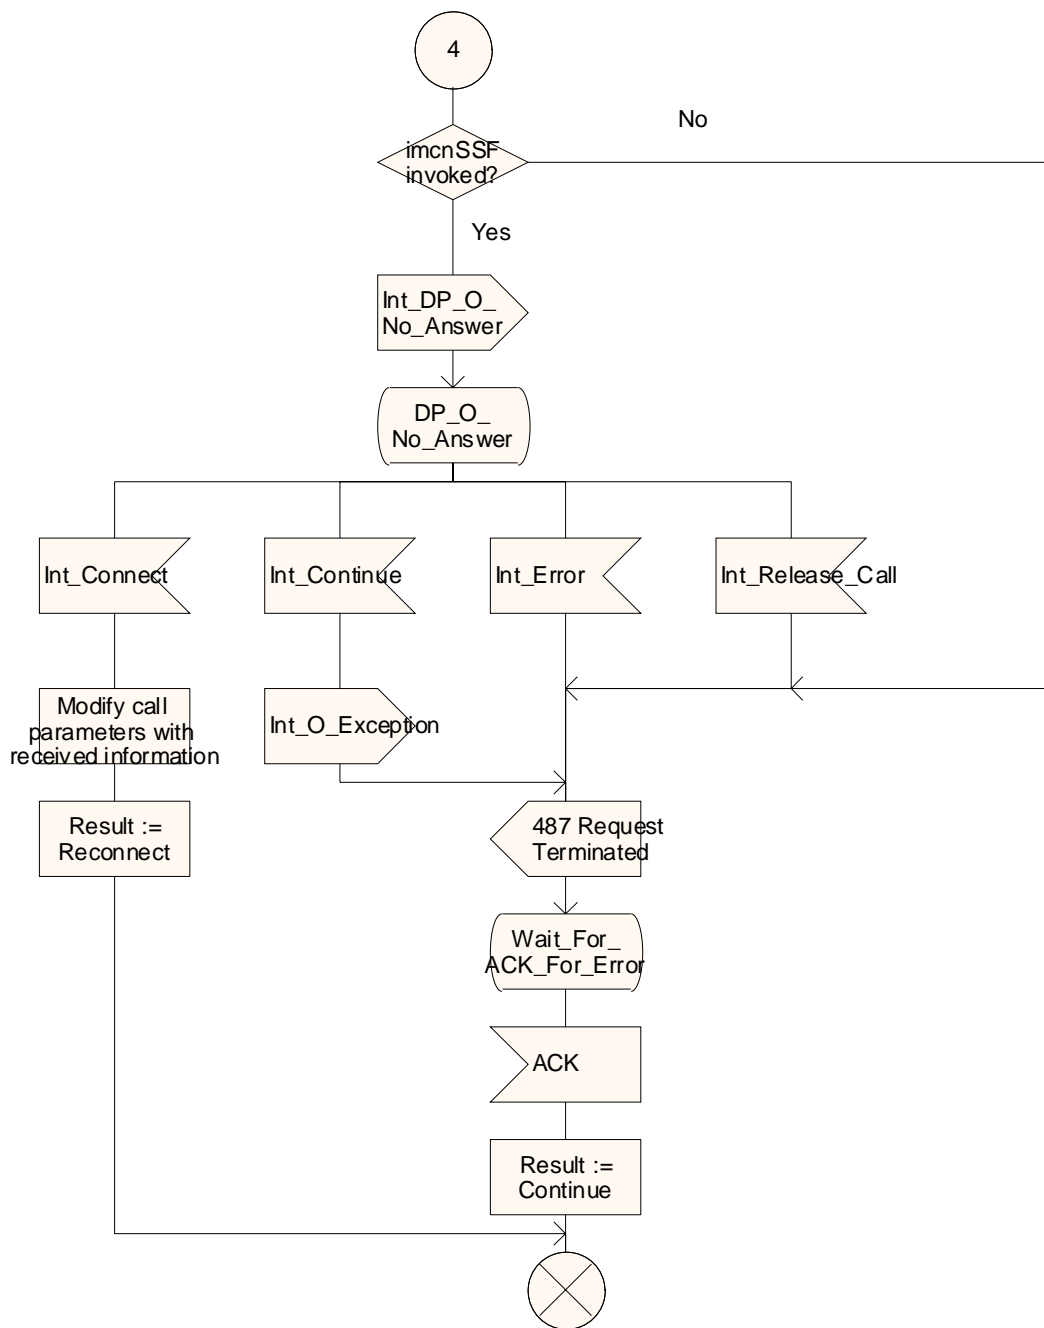 4
No
imcnSSF
invoked?
Yes
Int_DP_O_
No_Answer
DP_O_
No_Answer
Int_Connect
Int_Continue
Int_Error
Int_Release_Call
Modify call
parameters with
received information
Int_O_Exception
Result :=
Reconnect
487 Request
Terminated
Wait_For_
ACK_For_Error
ACK
Result :=
Continue